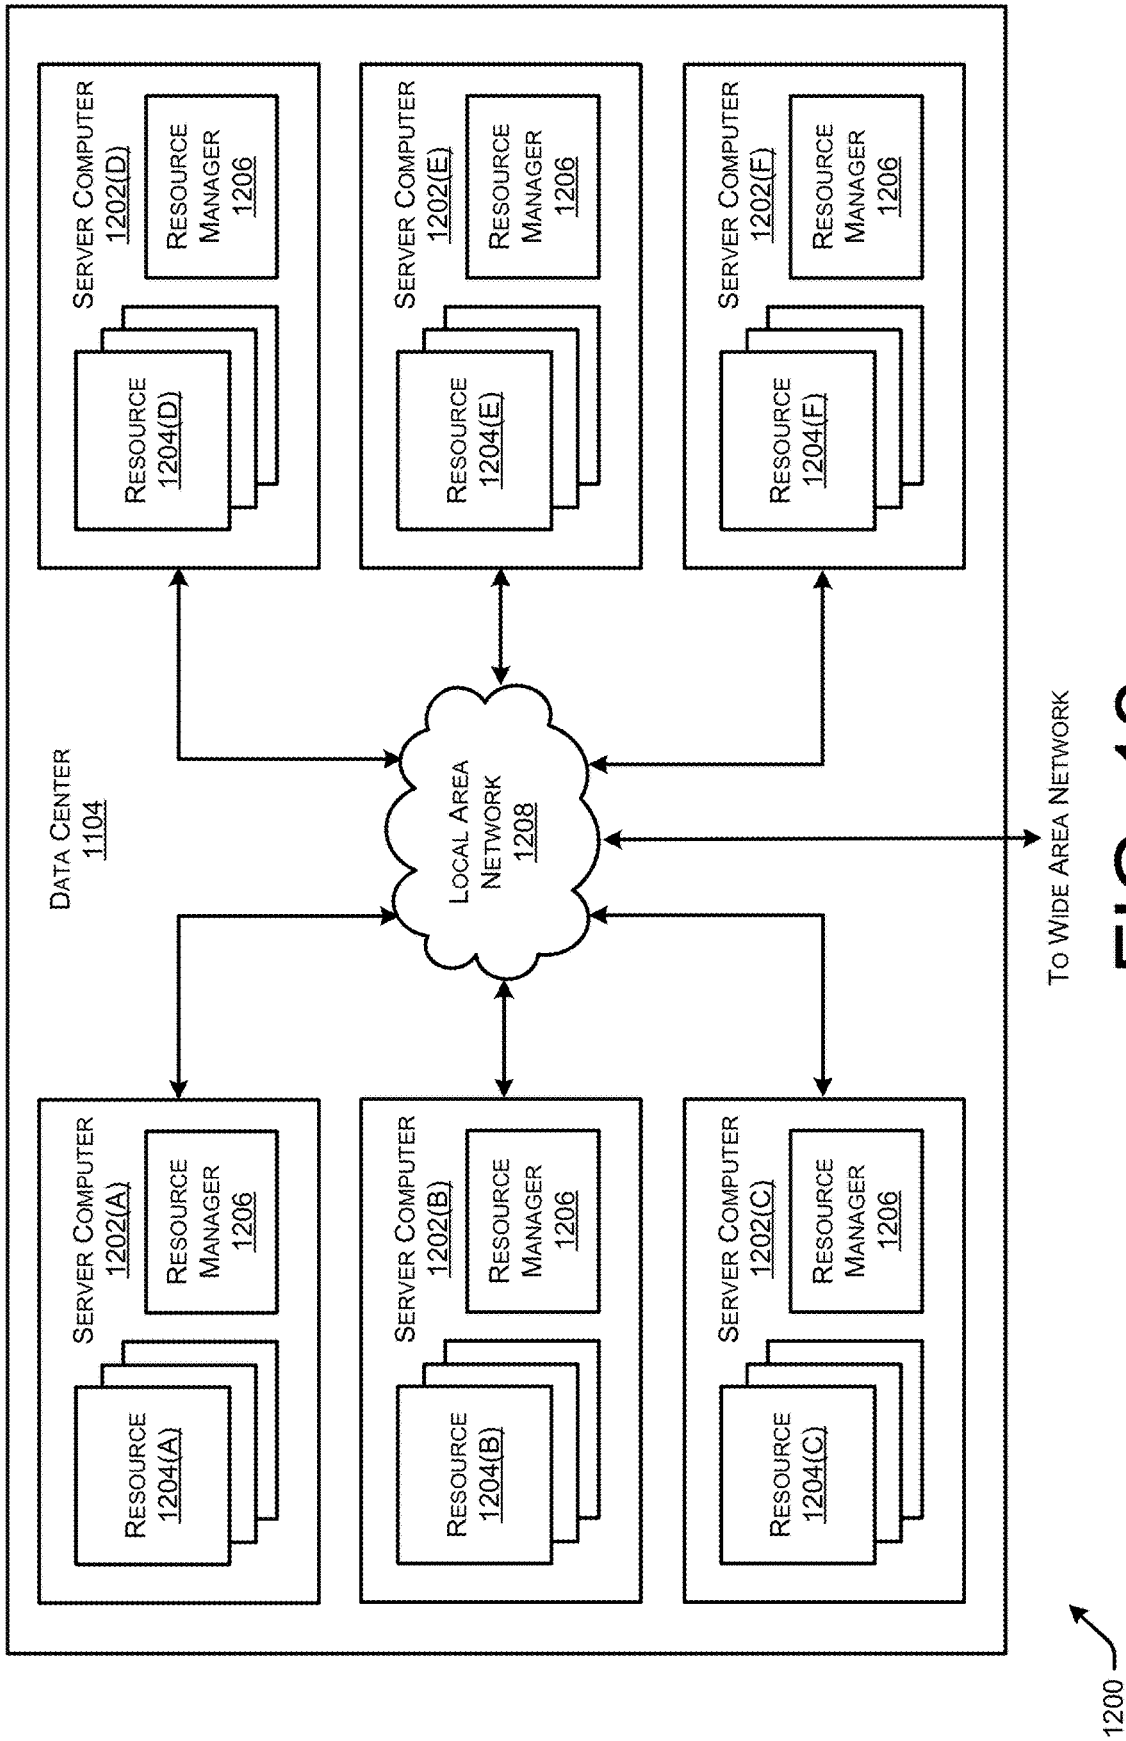 DATA CENTER
1104
SERVER COMPUTER
1202(A)
RESOURCE
1204(A)
RESOURCE
MANAGER
1206
SERVER COMPUTER
1202(B)
RESOURCE
1204(B)
RESOURCE
MANAGER
1206
SERVER COMPUTER
1202(C)
RESOURCE
1204(C)
RESOURCE
MANAGER
1206
LOCAL AREA
NETWORK
1208
SERVER COMPUTER
1202(D)
RESOURCE
1204(D)
RESOURCE
MANAGER
1206
SERVER COMPUTER
1202(E)
RESOURCE
1204(E)
RESOURCE
MANAGER
1206
SERVER COMPUTER
1202(F)
RESOURCE
1204(F)
RESOURCE
MANAGER
1206
TO WIDE AREA NETWORK
1200